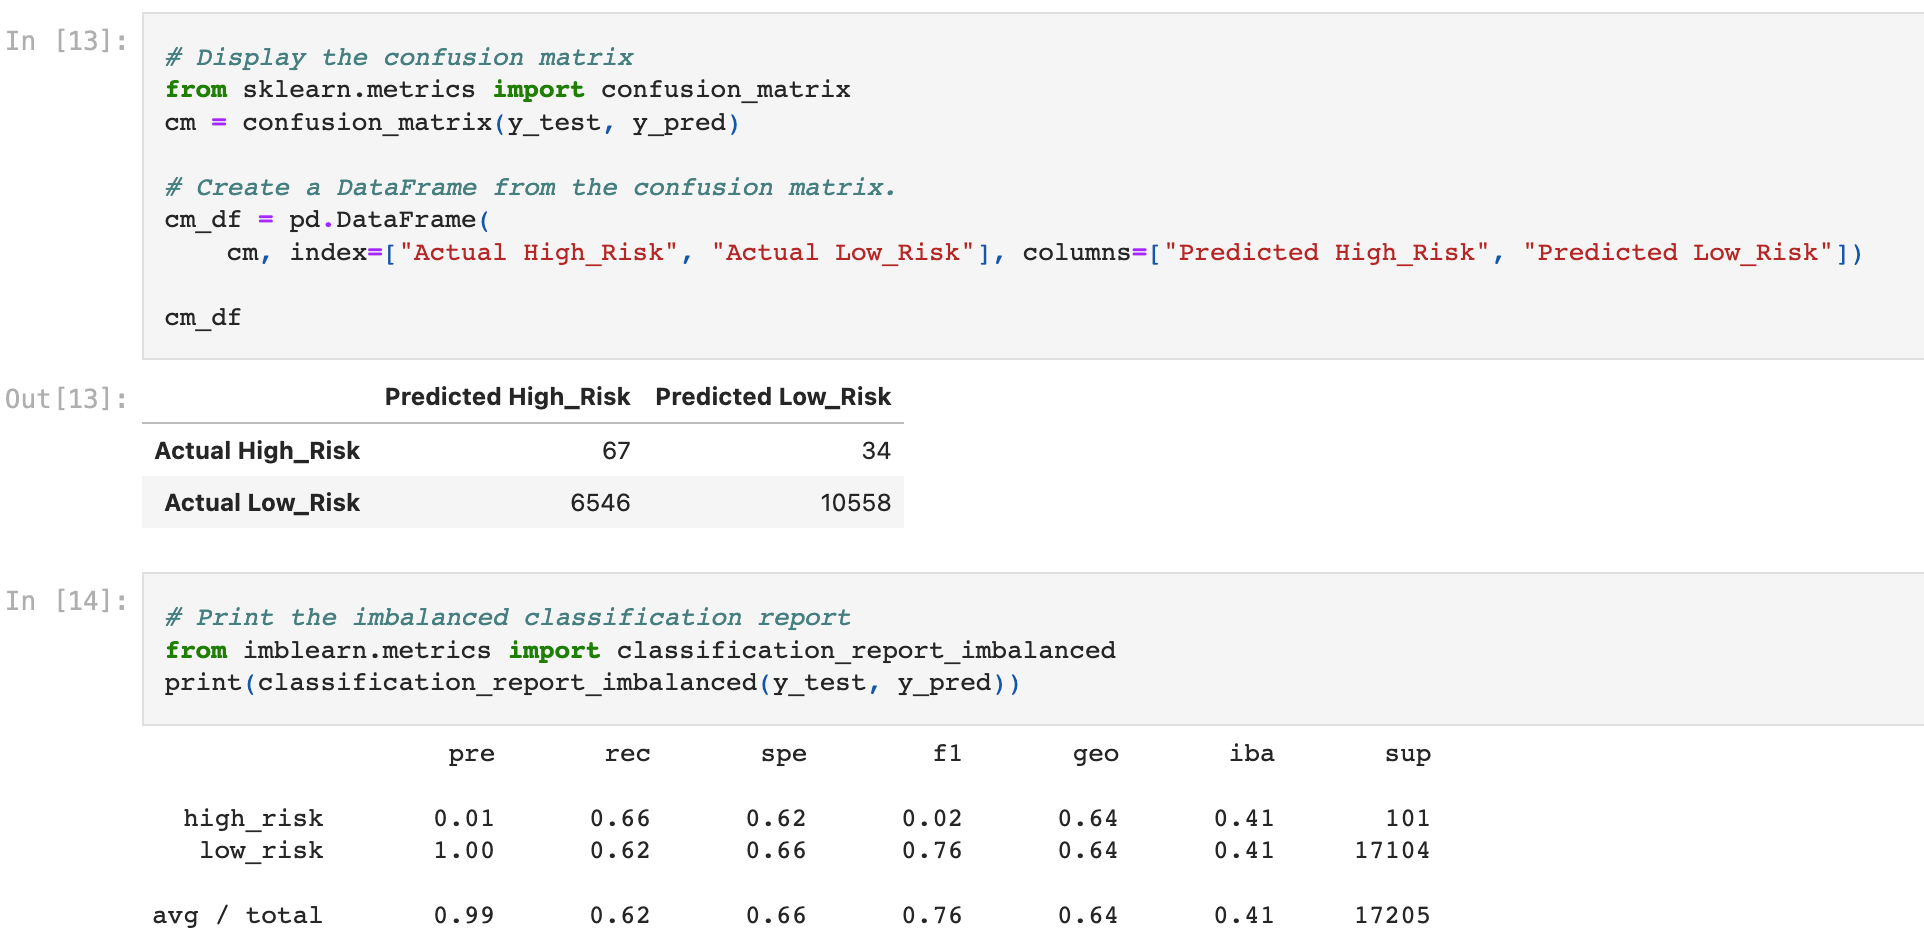 In [13]:
# Display the confusion matrix
from sklearn.metrics import confusion_matrix
cm = confusion_matrix(y_test, y_pred)
# Create a DataFrame from the confusion matrix.
cm_df = pd.DataFrame(
    cm, index=["Actual High_Risk", "Actual Low_Risk"], columns=["Predicted High_Risk", "Predicted Low_Risk"])
cm_df
Out[13]:
Predicted High_Risk Predicted Low_Risk
Actual High_Risk 67 34
Actual Low_Risk 6546 10558
In [14]:
# Print the imbalanced classification report
from imblearn.metrics import classification_report_imbalanced
print(classification_report_imbalanced(y_test, y_pred))
pre rec spe f1 geo iba sup
high_risk 0.01 0.66 0.62 0.02 0.64 0.41 101
low_risk 1.00 0.62 0.66 0.76 0.64 0.41 17104
avg / total 0.99 0.62 0.66 0.76 0.64 0.41 17205